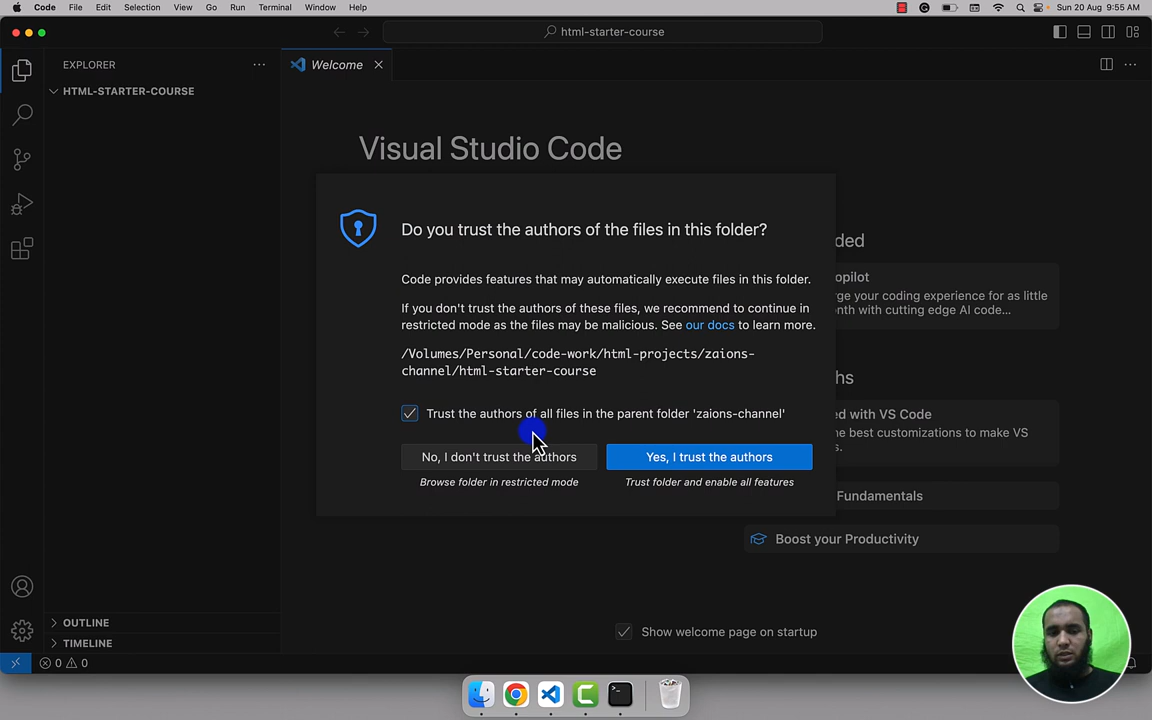 Code File Edit Selection View Go Run Terminal Window Help Sun 20 Aug 9:55 AM
html-starter-course
EXPLORER
Welcome
HTML-STARTER-COURSE
Visual Studio Code
Do you trust the authors of the files in this folder?
Code provides features that may automatically execute files in this folder.
If you don't trust the authors of these files, we recommend to continue in
restricted mode as the files may be malicious. See our docs to learn more.
/Volumes/Personal/code-work/html-projects/zaions-
channel/html-starter-course
Trust the authors of all files in the parent folder 'zaions-channel'
No, I don't trust the authors
Yes, I trust the authors
Browse folder in restricted mode
Trust folder and enable all features
ded
opilot
rge your coding experience for as little
nth with cutting edge AI code...
hs
ed with VS Code
he best customizations to make VS
s.
Fundamentals
Boost your Productivity
Show welcome page on startup
OUTLINE
TIMELINE
0 0